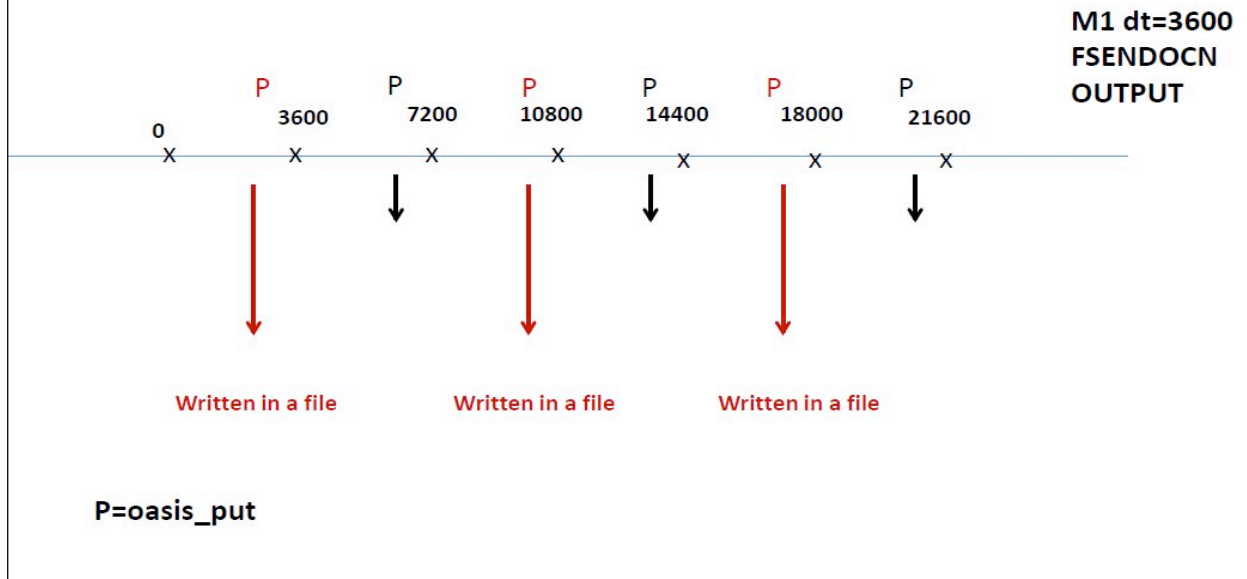 M1 dt=3600
FSENDOCN
OUTPUT
P P P P P P
0 3600 7200 10800 14400 18000 21600
x x x x x x x
Written in a file Written in a file Written in a file
P=oasis_put